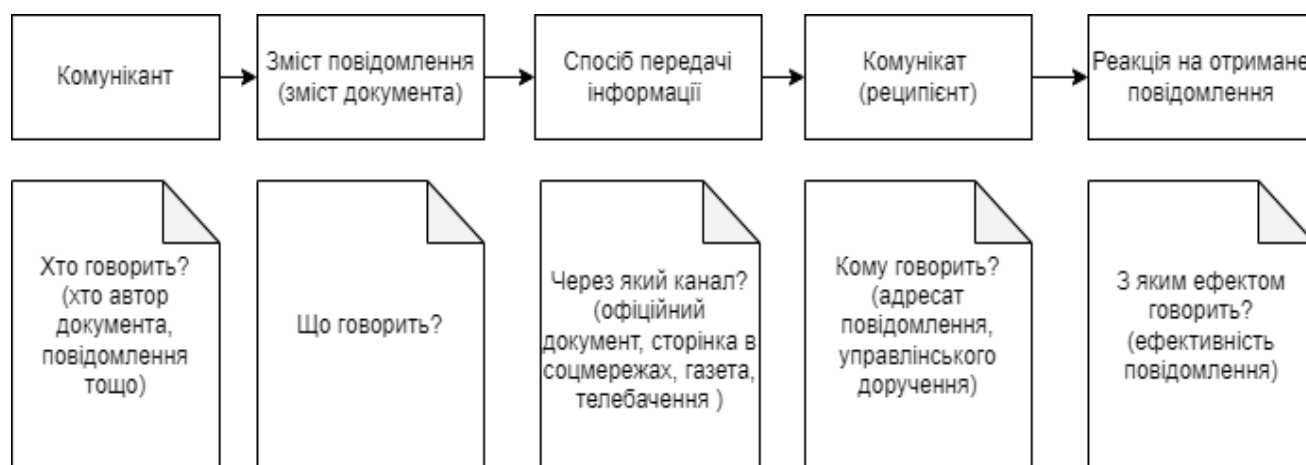 Комунікант
Зміст повідомлення
(зміст документа)
Спосіб передачі
інформації
Комунікат
(реципієнт)
Реакція на отримане
повідомлення
Хто говорить?
(хто автор
документа,
повідомлення
тощо)
Що говорить?
Через який канал?
(офіційний
документ, сторінка в
соцмережах, газета,
телебачення )
Кому говорить?
(адресат
повідомлення,
управлінського
доручення)
З яким ефектом
говорить?
(ефективність
повідомлення)